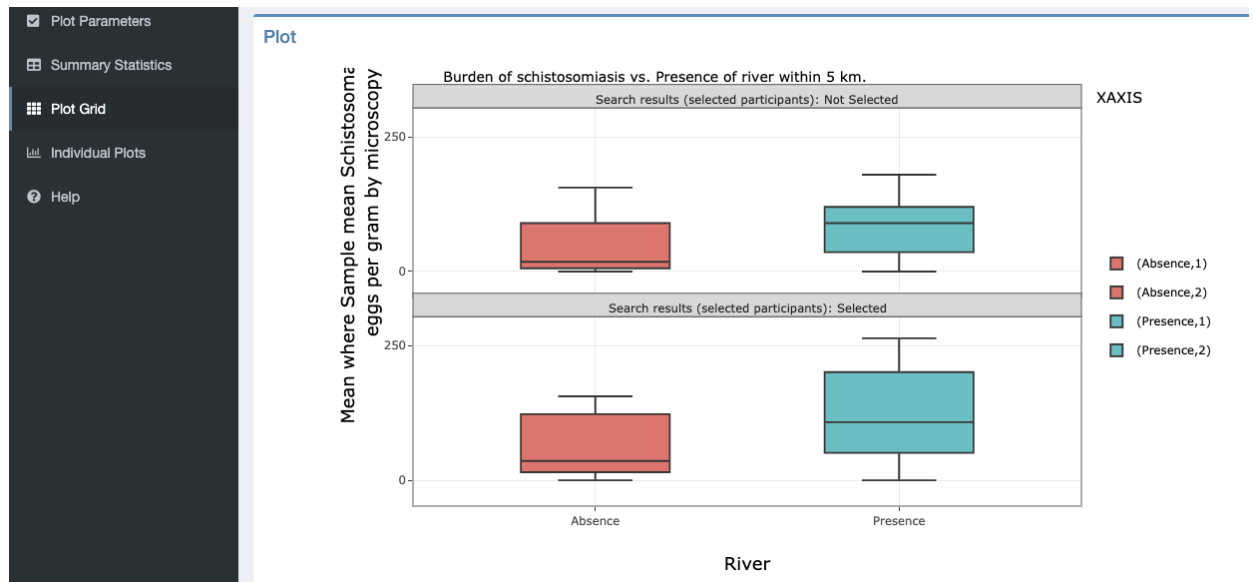 Plot Parameters
Summary Statistics
Plot Grid
Individual Plots
Help
Plot
Burden of schistosomiasis vs. Presence of river within 5 km.
Search results (selected participants): Not Selected
XAXIS
Mean where Sample mean Schistosoma
eggs per gram by microscopy
250
0
Search results (selected participants): Selected
250
0
(Absence,1)
(Absence,2)
(Presence,1)
(Presence,2)
Absence
Presence
River